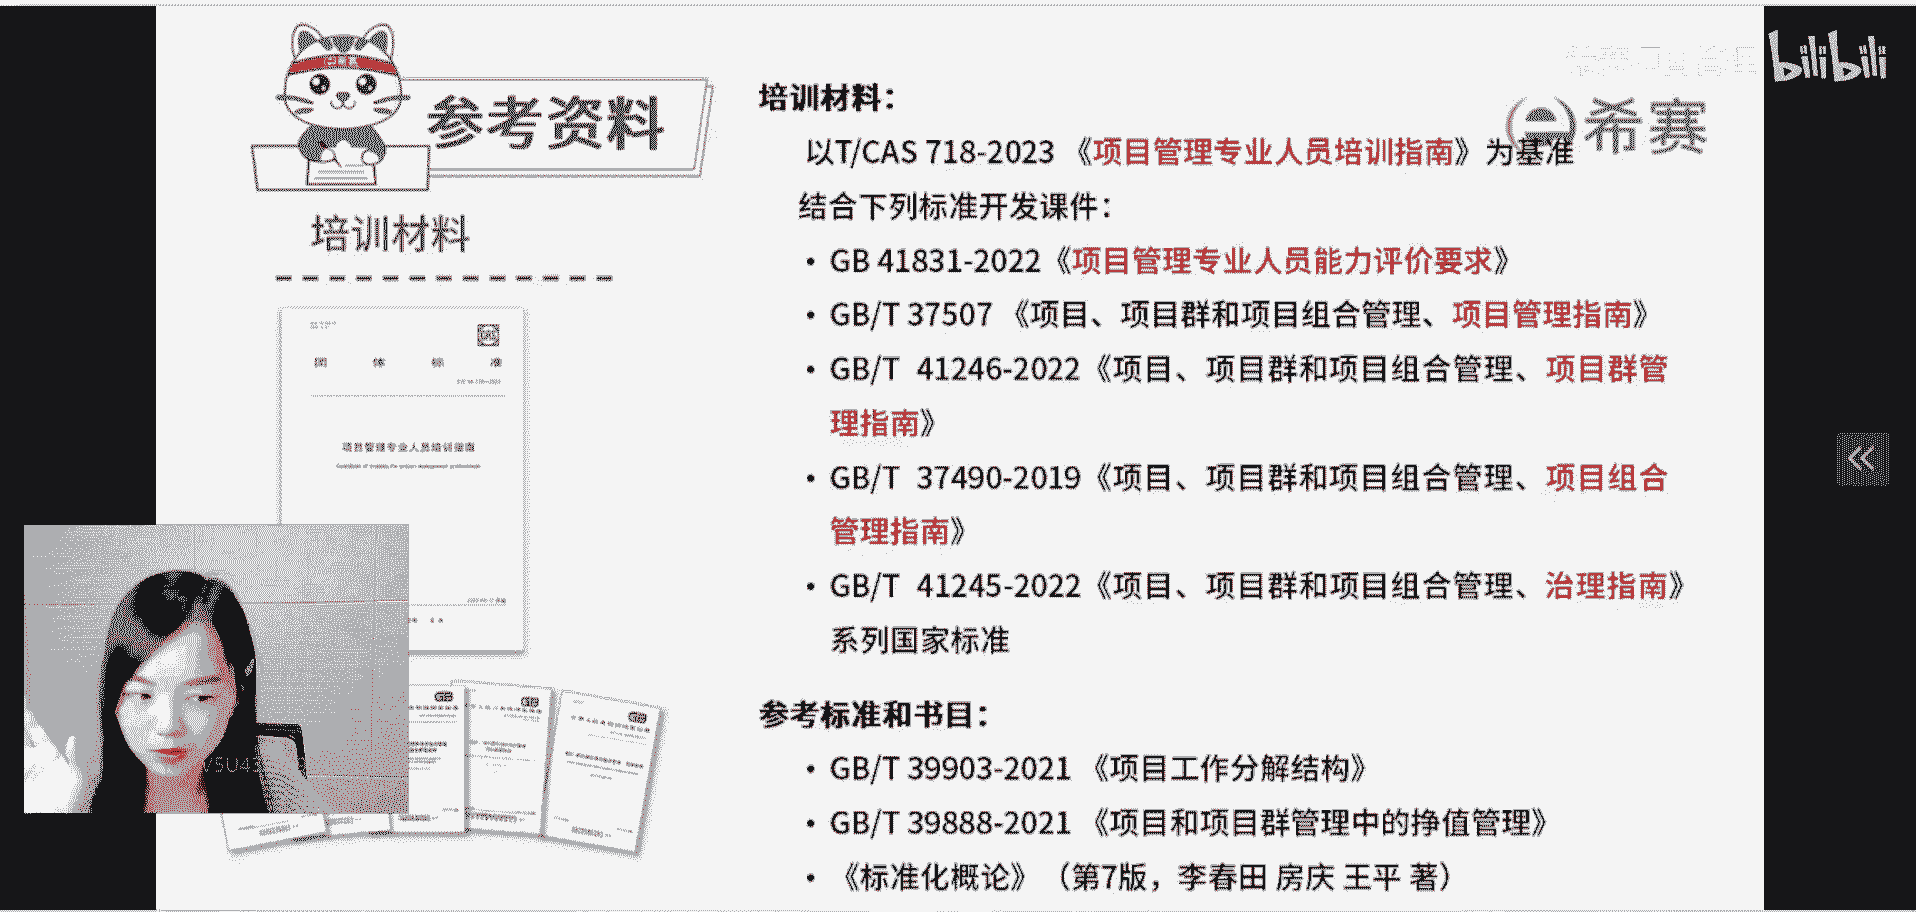 bilibili
希赛
参考资料
培训材料
团体标准
项目管理专业人员培训指南
培训材料：
以T/CAS 718-2023 《项目管理专业人员培训指南》为基准
结合下列标准开发课件：
• GB 41831-2022《项目管理专业人员能力评价要求》
• GB/T 37507 《项目、项目群和项目组合管理、项目管理指南》
• GB/T 41246-2022《项目、项目群和项目组合管理、项目群管
理指南》
• GB/T 37490-2019《项目、项目群和项目组合管理、项目组合
管理指南》
• GB/T 41245-2022《项目、项目群和项目组合管理、治理指南》
系列国家标准
参考标准和书目：
• GB/T 39903-2021 《项目工作分解结构》
• GB/T 39888-2021 《项目和项目群管理中的挣值管理》
• 《标准化概论》（第7版，李春田 房庆 王平 著）
GB
GB
GB